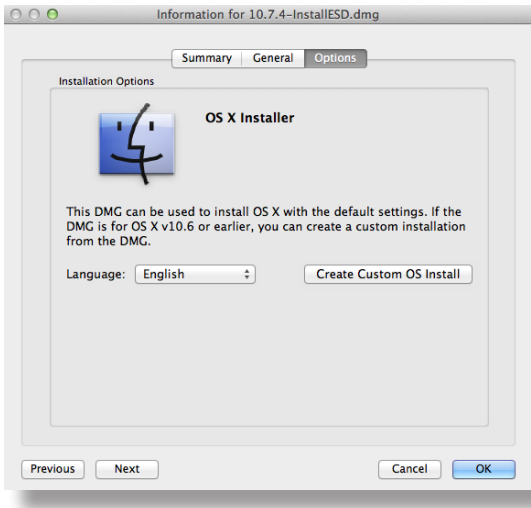 Information for 10.7.4-InstallESD.dmg
Summary General Options
Installation Options
OS X Installer
This DMG can be used to install OS X with the default settings. If the
DMG is for OS X v10.6 or earlier, you can create a custom installation
from the DMG.
Language: English Create Custom OS Install
Previous Next Cancel OK